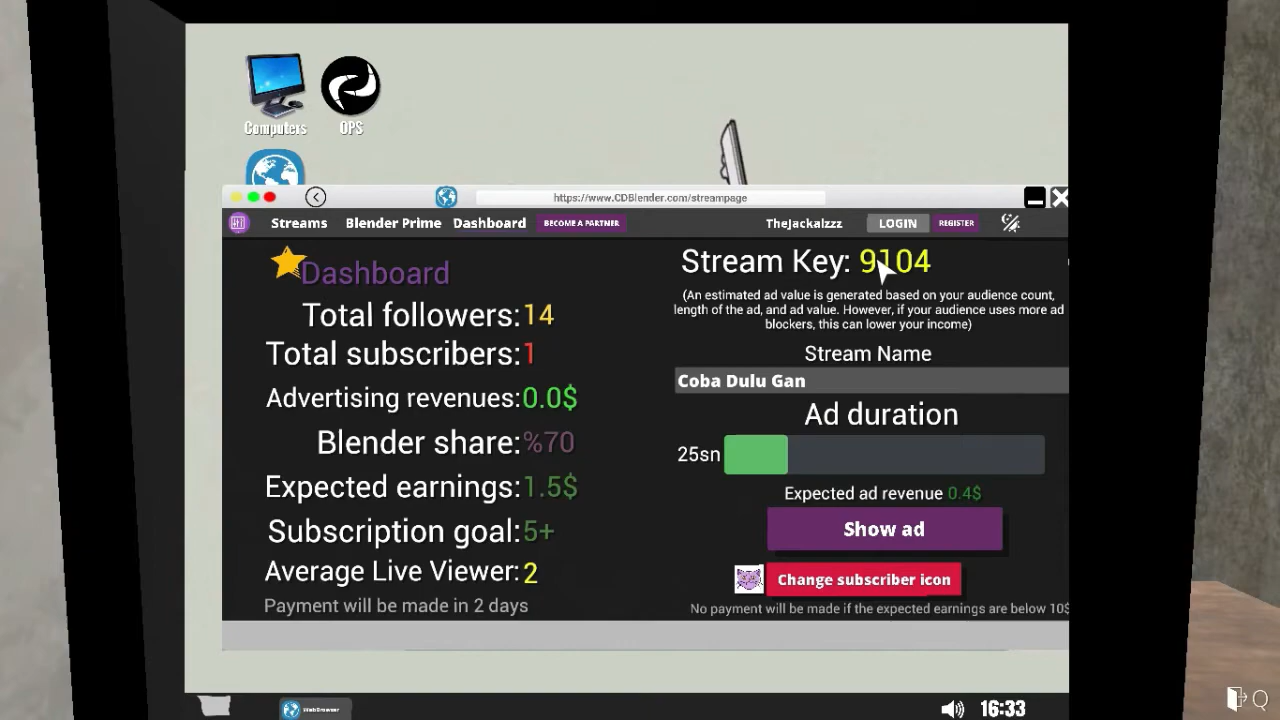 Computers
OPS
https://www.CDBlender.com/streampage
Streams Blender Prime Dashboard BECOME A PARTNER TheJackalzzz LOGIN REGISTER
Dashboard
Total followers:14
Total subscribers:1
Advertising revenues:0.0$
Blender share:%70
Expected earnings:1.5$
Subscription goal:5+
Average Live Viewer:2
Payment will be made in 2 days
Stream Key: 9104
(An estimated ad value is generated based on your audience count,
length of the ad, and ad value. However, if your audience uses more ad
blockers, this can lower your income)
Stream Name
Coba Dulu Gan
Ad duration
25sn
Expected ad revenue 0.4$
Show ad
Change subscriber icon
No payment will be made if the expected earnings are below 10$
WebBrowser
16:33
Q